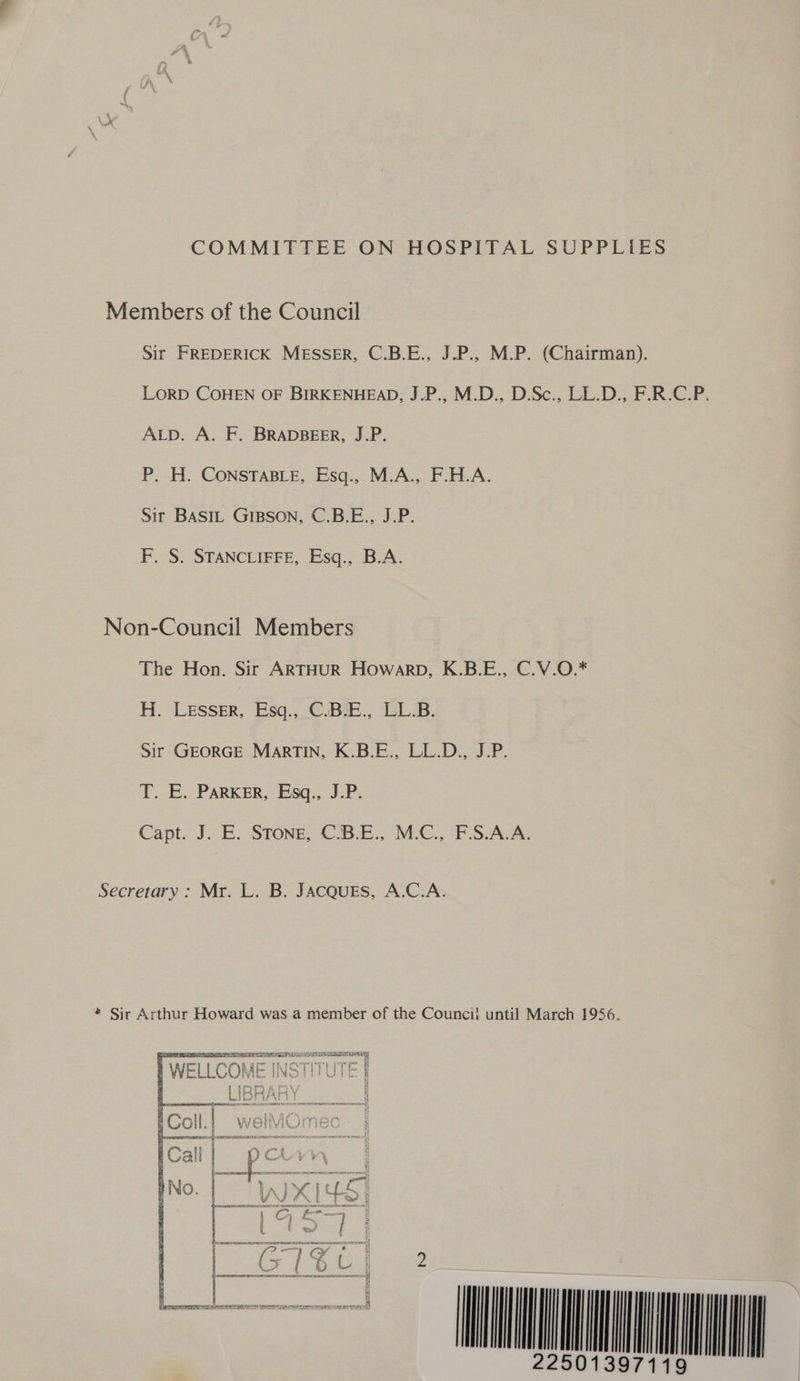 COMMITTEE ON HOSPITAL SUPPLIES
Members of the Council
Sir FREDERICK MESSER, C.B.E., J.P., M.P. (Chairman).
LORD COHEN OF BIRKENHEAD, J.P., M.D., D.Sc., LL.D., F.R.C.P.
ALD. A. F. BRADBEER, J.P.
P. H. CONSTABLE, Esq., M.A., F.H.A.
Sir BASIL GIBSON, C.B.E., J.P.
F. S. STANCLIFFE, Esq., B.A.
Non-Council Members
The Hon. Sir ARTHUR HOWARD, K.B.E., C.V.O.*
H. LESSER, Esq., C.B.E., LL.B.
Sir GEORGE MARTIN, K.B.E., LL.D., J.P.
T. E. PARKER, Esq., J.P.
Capt. J. E. STONE, C.B.E., M.C., F.S.A.A.
Secretary : Mr. L. B. JACQUES, A.C.A.
* Sir Arthur Howard was a member of the Council until March 1956.
WELLCOME INSTITUTE
LIBRARY
Coll. welMOmec
Call pam
No. WX145
1957
G78C
2
22501397119